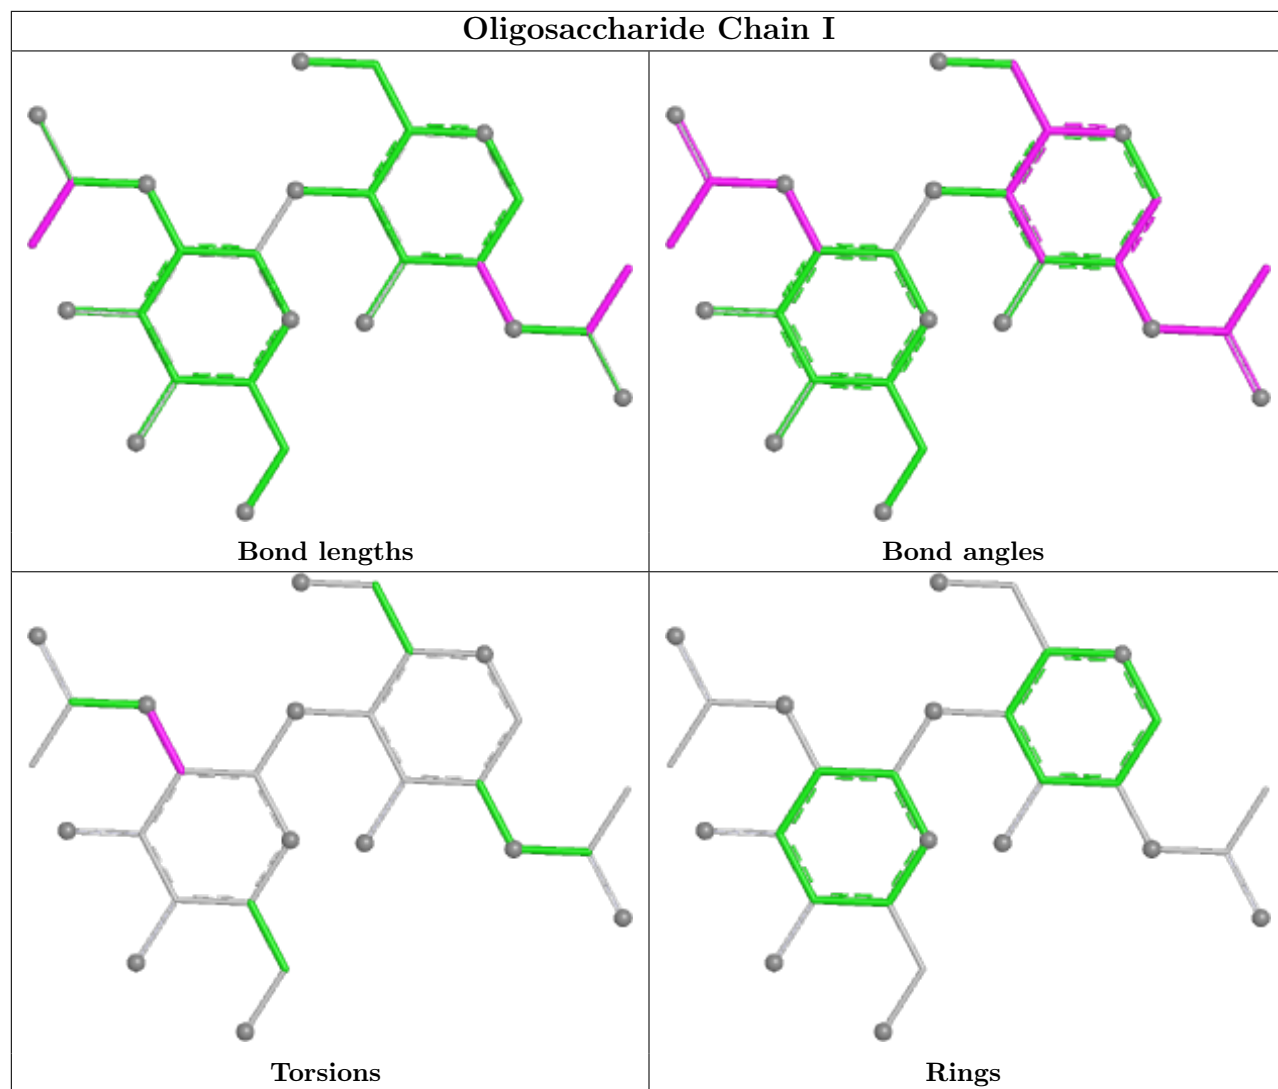 Oligosaccharide Chain I
Bond lengths
Bond angles
Torsions
Rings